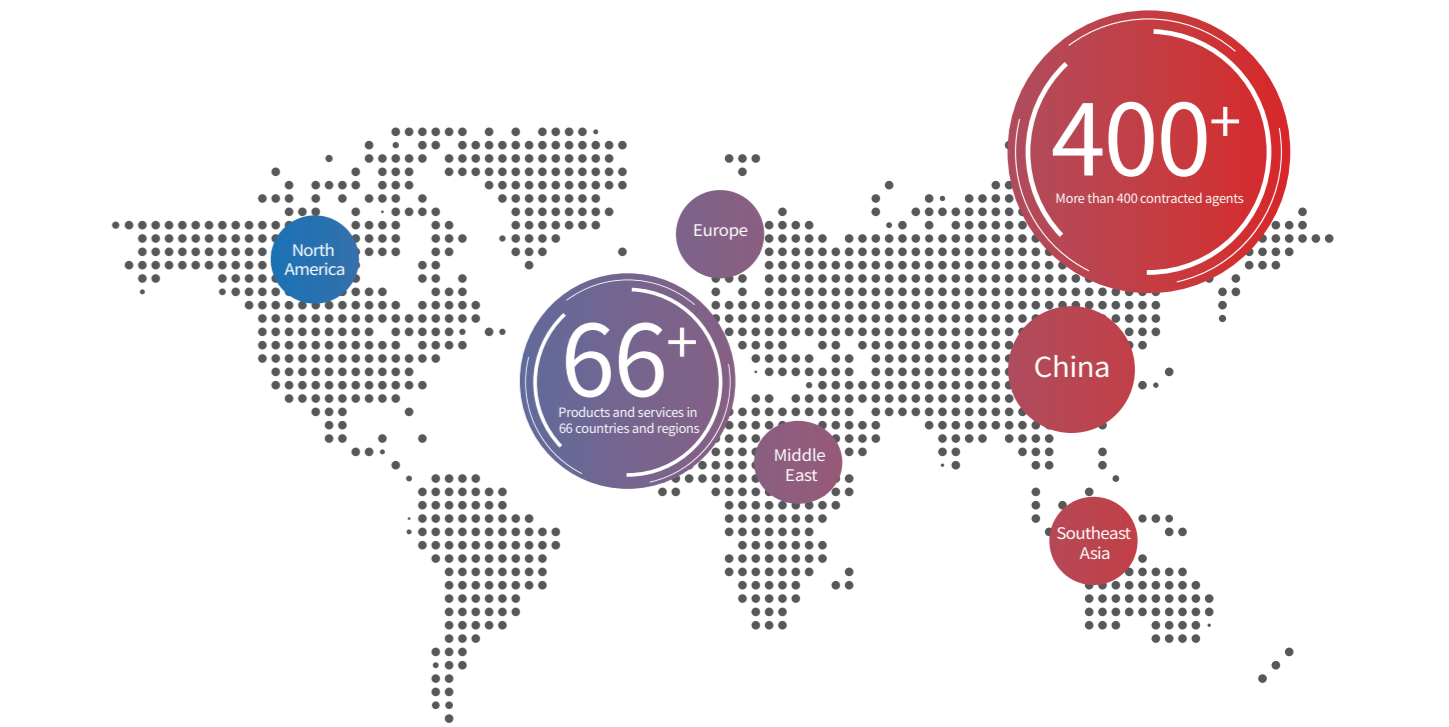 400+
More than 400 contracted agents
North
America
Europe
66+
Products and services in
66 countries and regions
China
Middle
East
Southeast
Asia